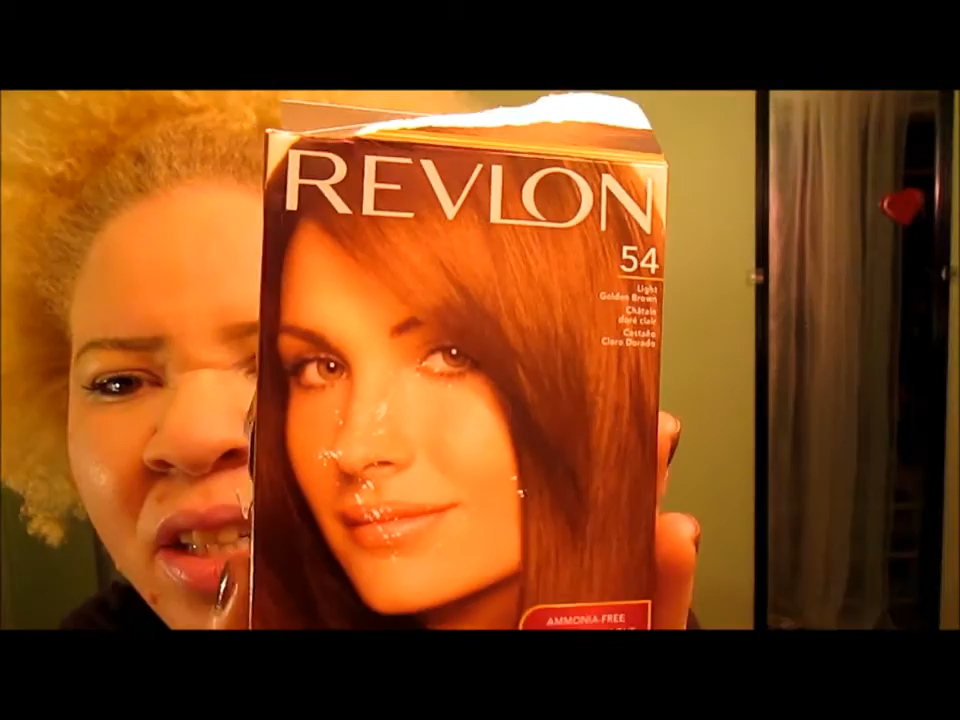 REVLON
54
Light
Golden Brown
Châtain
doré clair
Castaño
Claro Dorado
AMMONIA-FREE